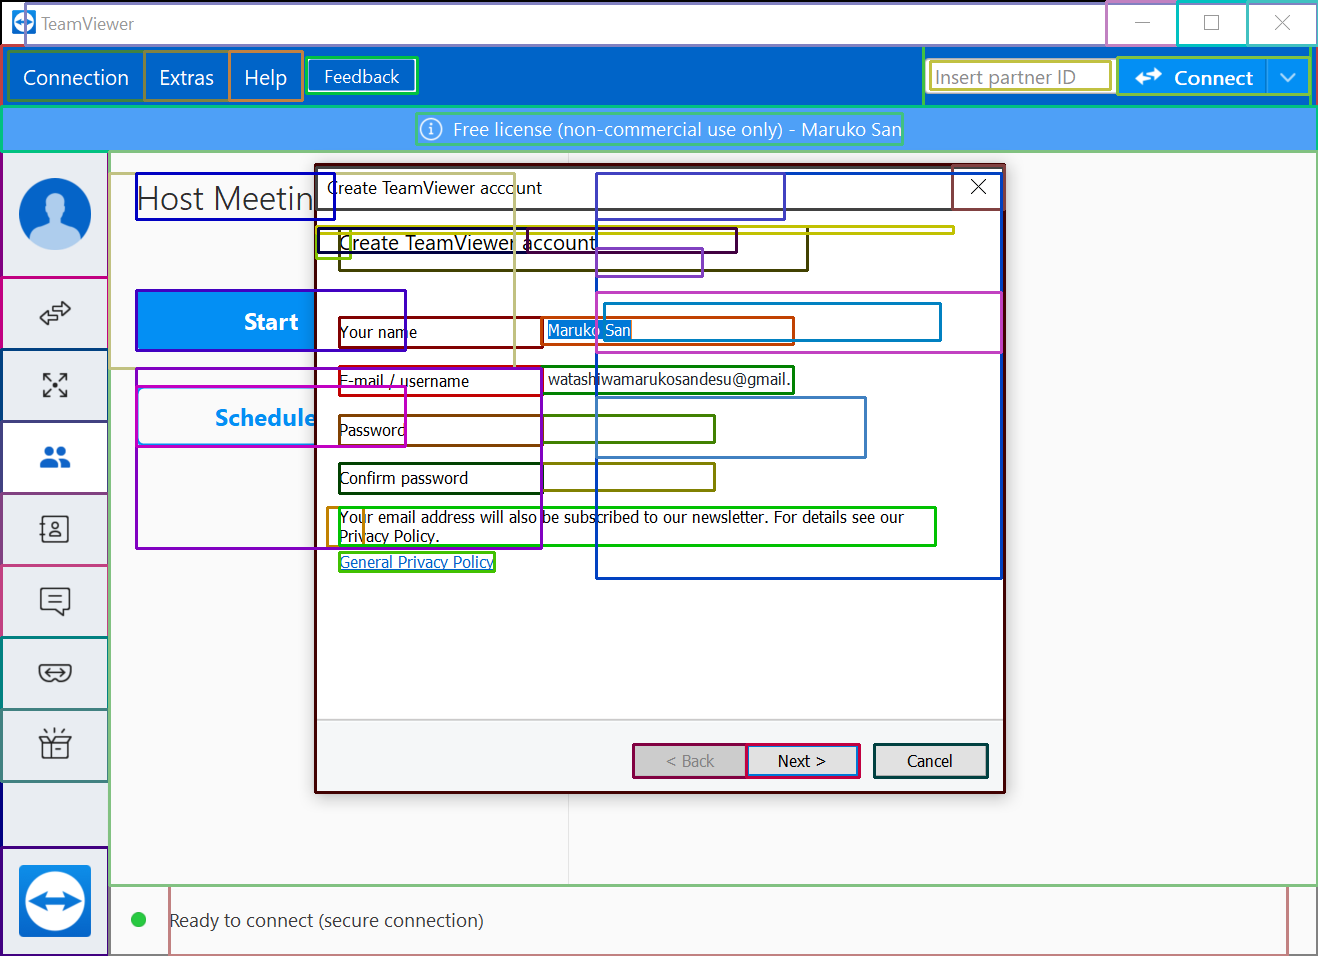 TeamViewer
Connection Extras Help Feedback Insert partner ID Connect
Free license (non-commercial use only) - Maruko San
Host Meetin
Create TeamViewer account
Create TeamViewer account
Start
Your name Maruko San
E-mail / username watashiwamarukosandesu@gmail.
Schedule
Password
Confirm password
Your email address will also be subscribed to our newsletter. For details see our
Privacy Policy.
General Privacy Policy
< Back Next > Cancel
Ready to connect (secure connection)